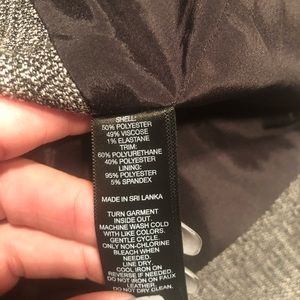 SHELL:
50% POLYESTER
49% VISCOSE
1% ELASTANE
TRIM:
60% POLYURETHANE
40% POLYESTER
LINING:
95% POLYESTER
5% SPANDEX
MADE IN SRI LANKA
TURN GARMENT
INSIDE OUT.
MACHINE WASH COLD
WITH LIKE COLORS.
GENTLE CYCLE.
ONLY NON-CHLORINE
BLEACH WHEN
NEEDED.
LINE DRY.
COOL IRON ON
REVERSE IF NEEDED.
DO NOT IRON ON FAUX
LEATHER.
DO NOT DRY CLEAN.